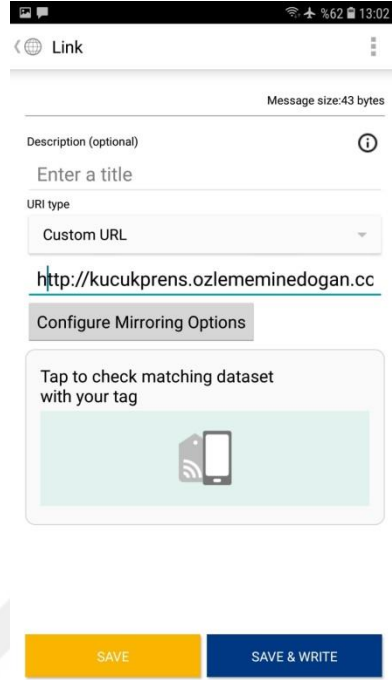 %62 13:02
Link
Message size:43 bytes
Description (optional)
Enter a title
URI type
Custom URL
http://kucukprens.ozlememinedogan.cc
Configure Mirroring Options
Tap to check matching dataset
with your tag
SAVE
SAVE & WRITE